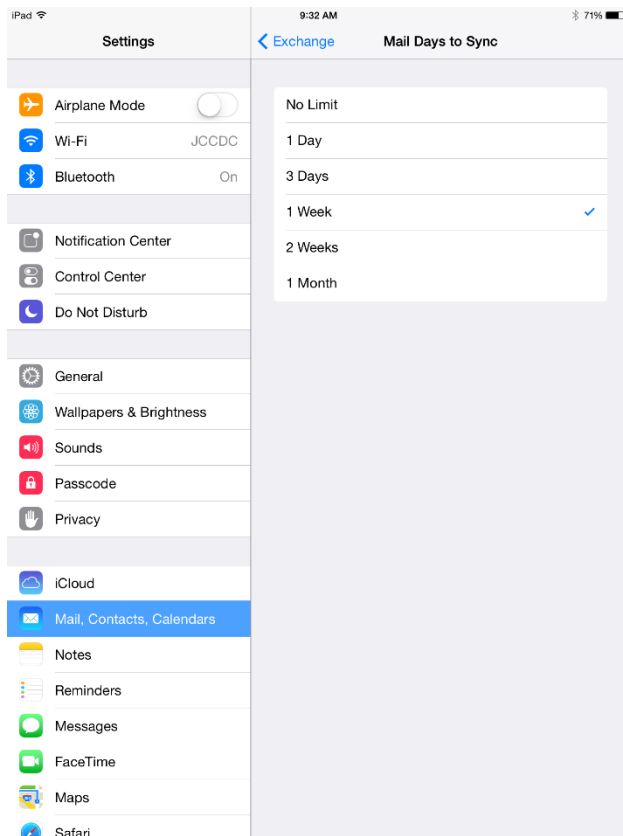 iPad 9:32 AM 71%
Settings
Airplane Mode
Wi-Fi JCCDC
Bluetooth On
Notification Center
Control Center
Do Not Disturb
General
Wallpapers & Brightness
Sounds
Passcode
Privacy
iCloud
Mail, Contacts, Calendars
Notes
Reminders
Messages
FaceTime
Maps
Safari
Exchange Mail Days to Sync
No Limit
1 Day
3 Days
1 Week
2 Weeks
1 Month